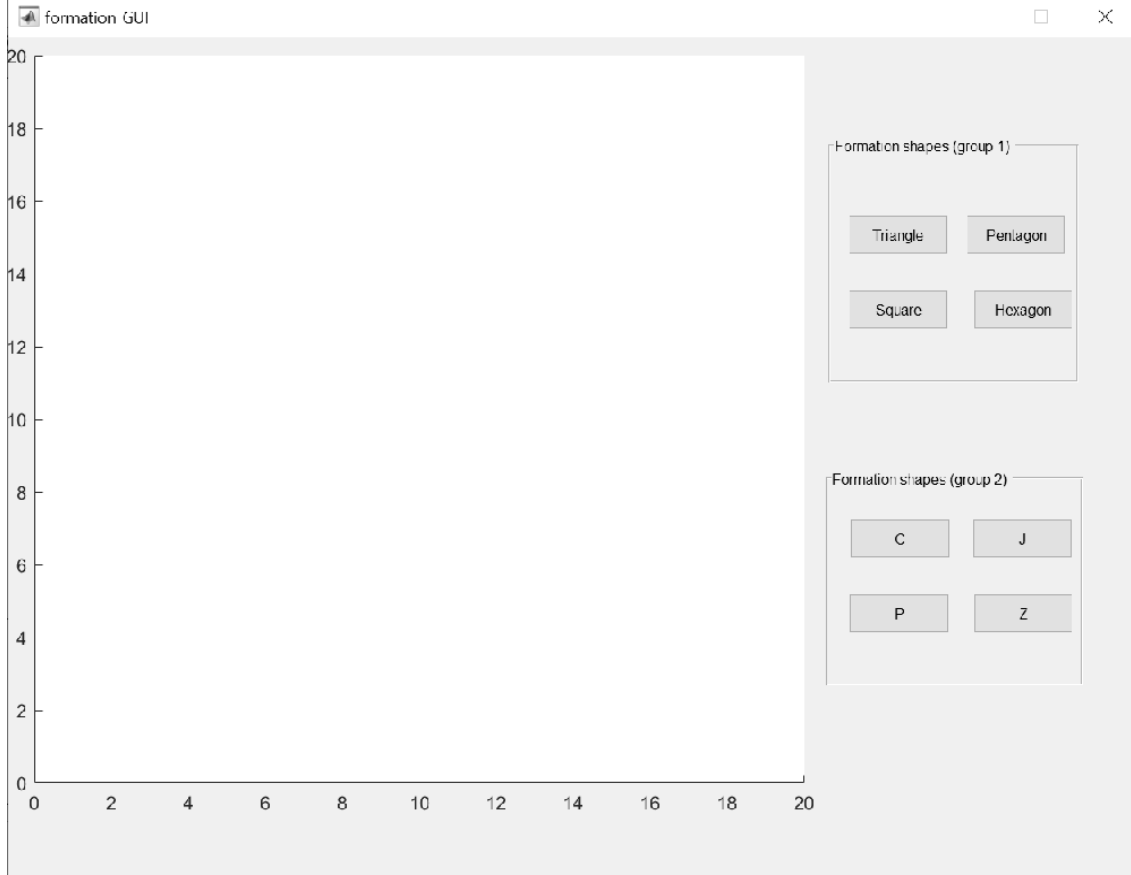 formation GUI
20
18
16
14
12
10
8
6
4
2
0
0 2 4 6 8 10 12 14 16 18 20
Formation shapes (group 1)
Triangle Pentagon
Square Hexagon
Formation shapes (group 2)
C J
P Z